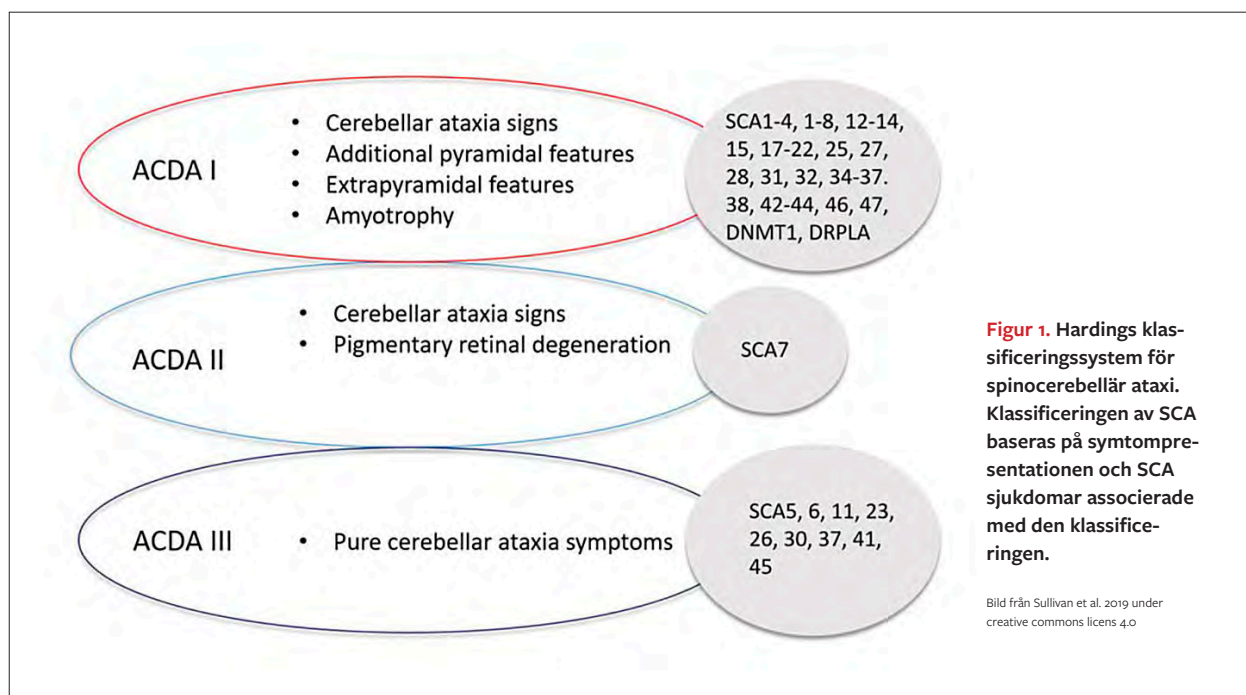 ACDA I
• Cerebellar ataxia signs
• Additional pyramidal features
• Extrapyramidal features
• Amyotrophy
SCA1-4, 1-8, 12-14,
15, 17-22, 25, 27,
28, 31, 32, 34-37.
38, 42-44, 46, 47,
DNMT1, DRPLA
ACDA II
• Cerebellar ataxia signs
• Pigmentary retinal degeneration
SCA7
ACDA III
• Pure cerebellar ataxia symptoms
SCA5, 6, 11, 23,
26, 30, 37, 41,
45
Figur 1. Hardings klas-
sificeringssystem för
spinocerebellär ataxi.
Klassificeringen av SCA
baseras på symtompre-
sentationen och SCA
sjukdomar associerade
med den klassifice-
ringen.
Bild från Sullivan et al. 2019 under
creative commons licens 4.0